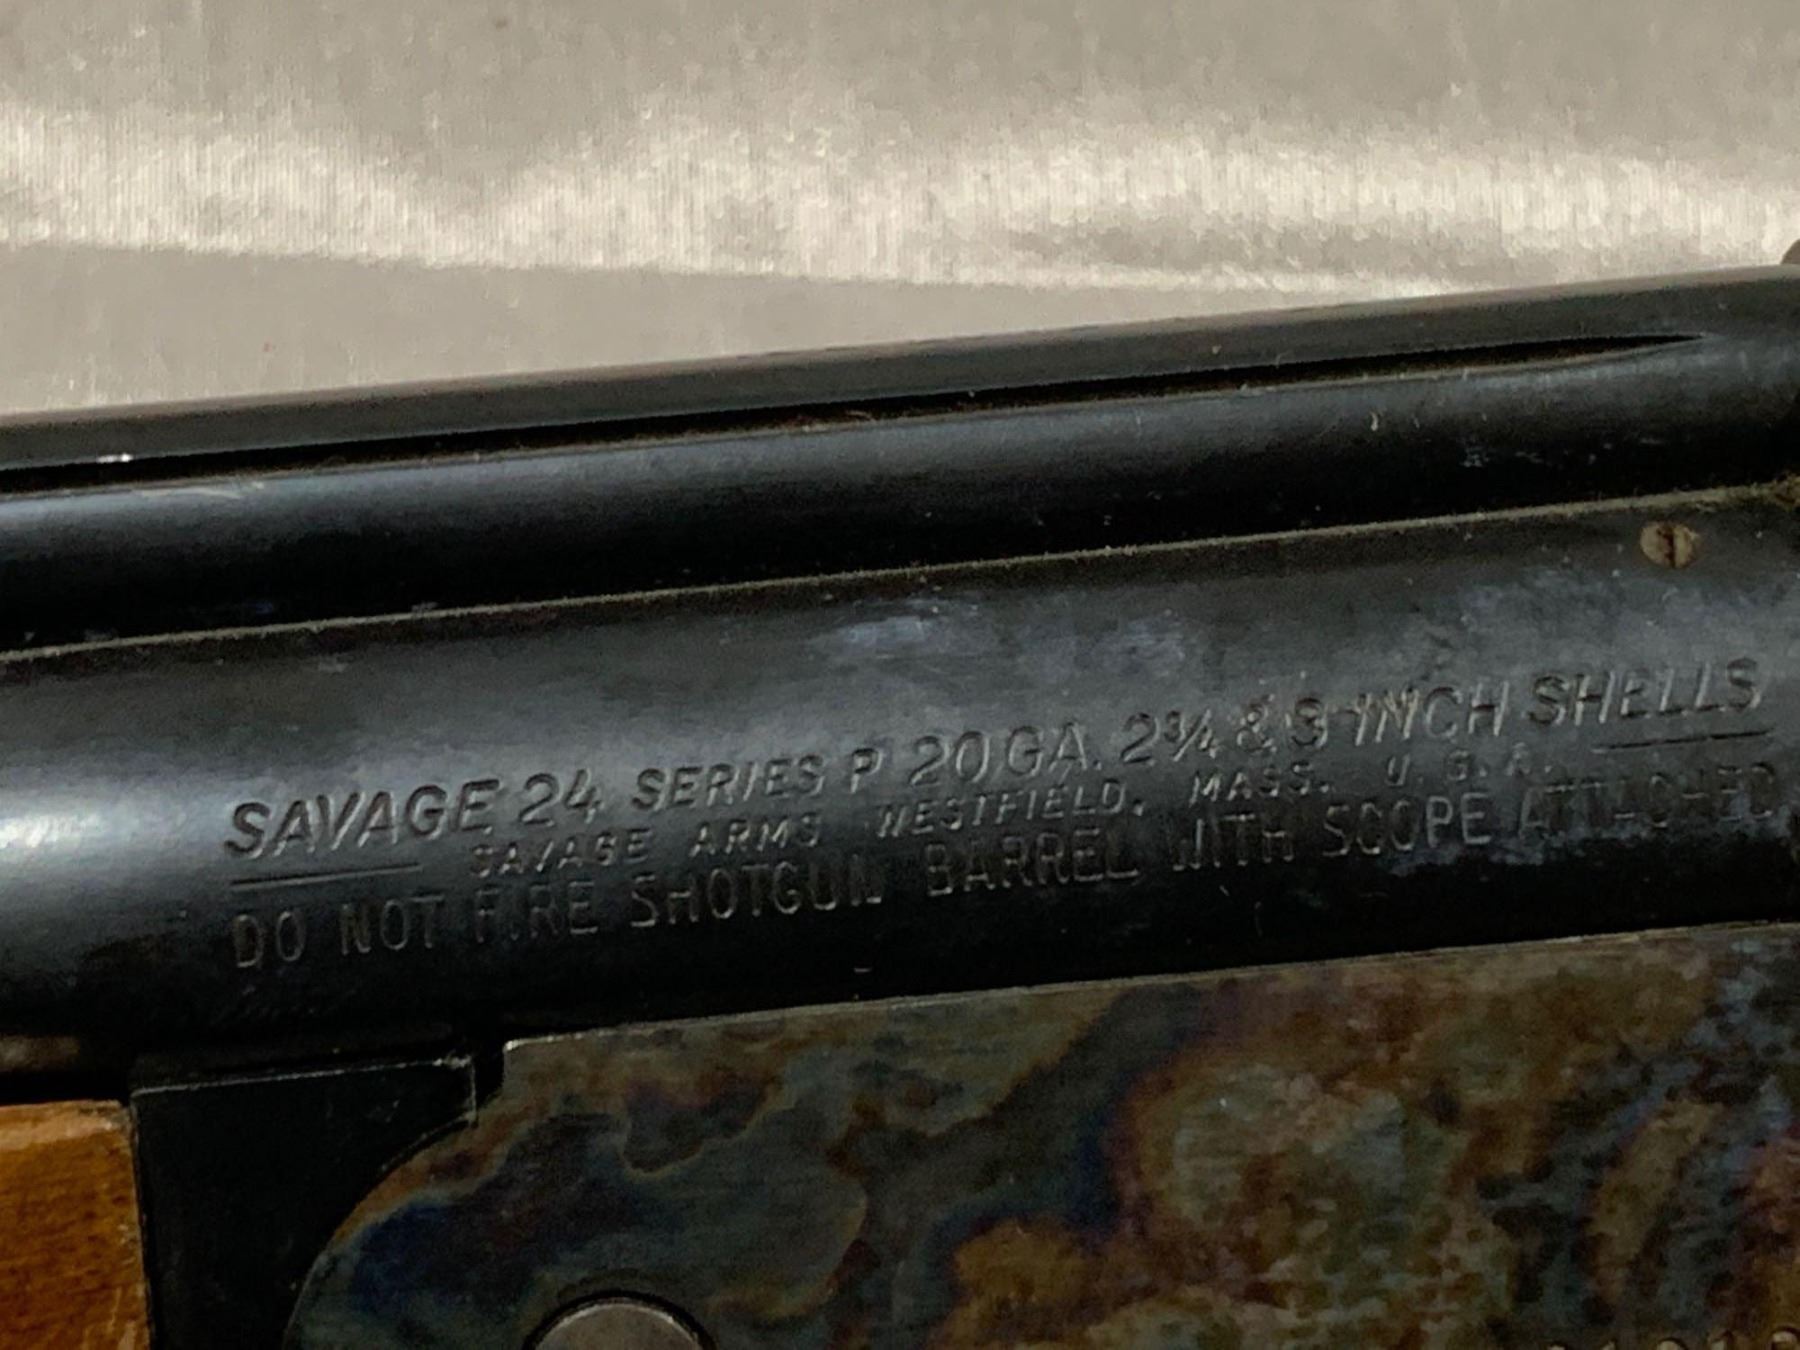 SAVAGE 24 SERIES P 20 GA. 2¾ & 3 INCH SHELLS
SAVAGE ARMS WESTFIELD, MASS. U.S.A.
DO NOT FIRE SHOTGUN BARREL WITH SCOPE ATTACHED